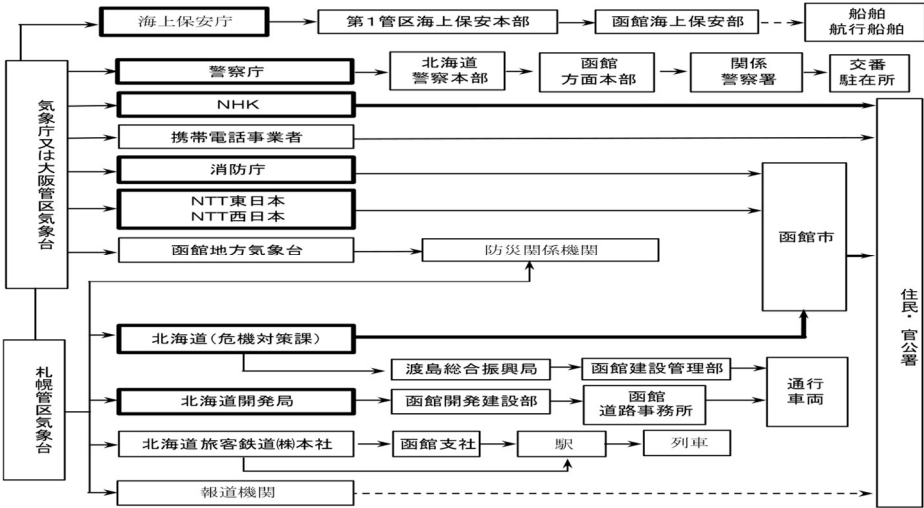 海上保安庁
第1管区海上保安本部
函館海上保安部
船舶
航行船舶
気象庁又は大阪管区気象台
警察庁
北海道
警察本部
函館
方面本部
関係
警察署
交番
駐在所
NHK
携帯電話事業者
消防庁
NTT東日本
NTT西日本
函館地方気象台
防災関係機関
函館市
住民・官公署
札幌管区気象台
北海道(危機対策課)
渡島総合振興局
函館建設管理部
通行
車両
北海道開発局
函館開発建設部
函館
道路事務所
北海道旅客鉄道㈱本社
函館支社
駅
列車
報道機関